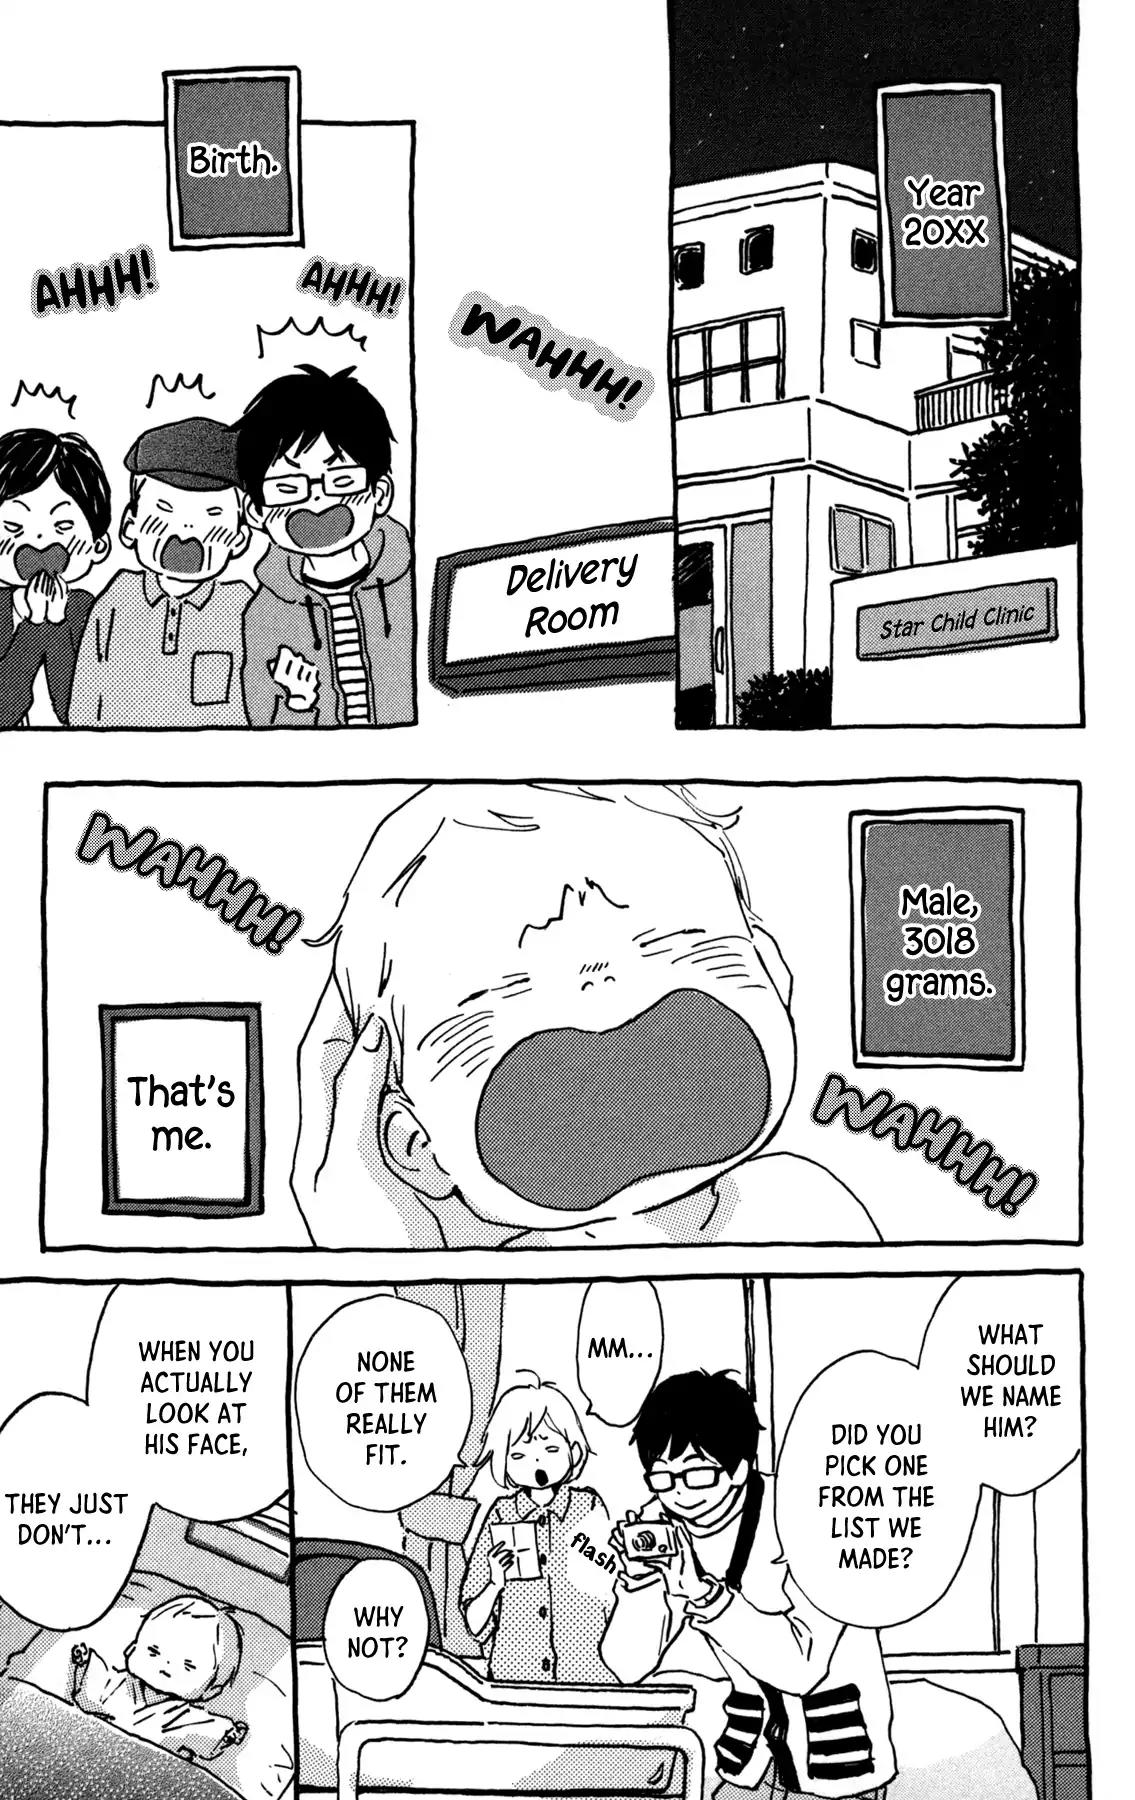 Year
20XX
Star Child Clinic
WAHHH!
Delivery
Room
Birth.
AHHH!
AHHH!
Male,
3018
grams.
WAHHH!
WAHHH!
That's
me.
WHAT
SHOULD
WE NAME
HIM?
DID YOU
PICK ONE
FROM THE
LIST WE
MADE?
MM...
flash
NONE
OF THEM
REALLY
FIT.
WHY
NOT?
WHEN YOU
ACTUALLY
LOOK AT
HIS FACE,
THEY JUST
DON'T...